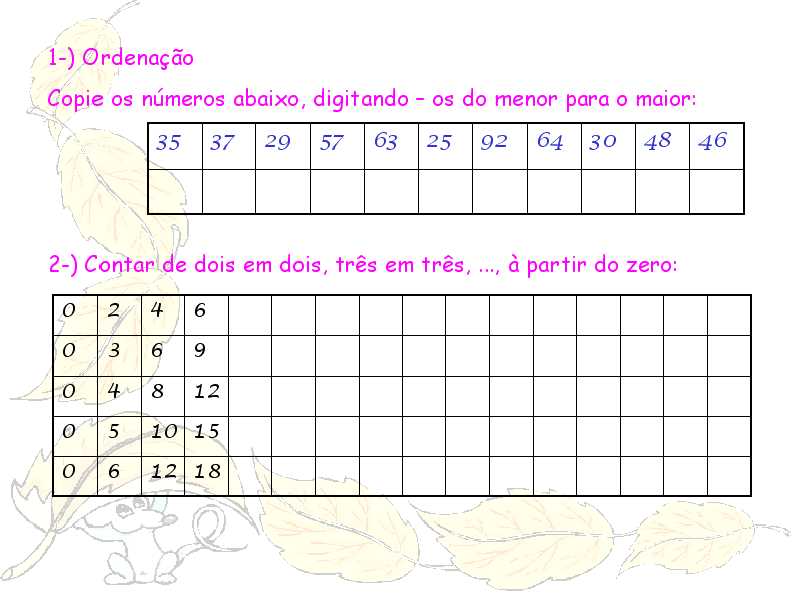 1-) Ordenação
Copie os números abaixo, digitando – os do menor para o maior:
35 37 29 57 63 25 92 64 30 48 46
2-) Contar de dois em dois, três em três, ..., à partir do zero:
0 2 4 6
0 3 6 9
0 4 8 12
0 5 10 15
0 6 12 18